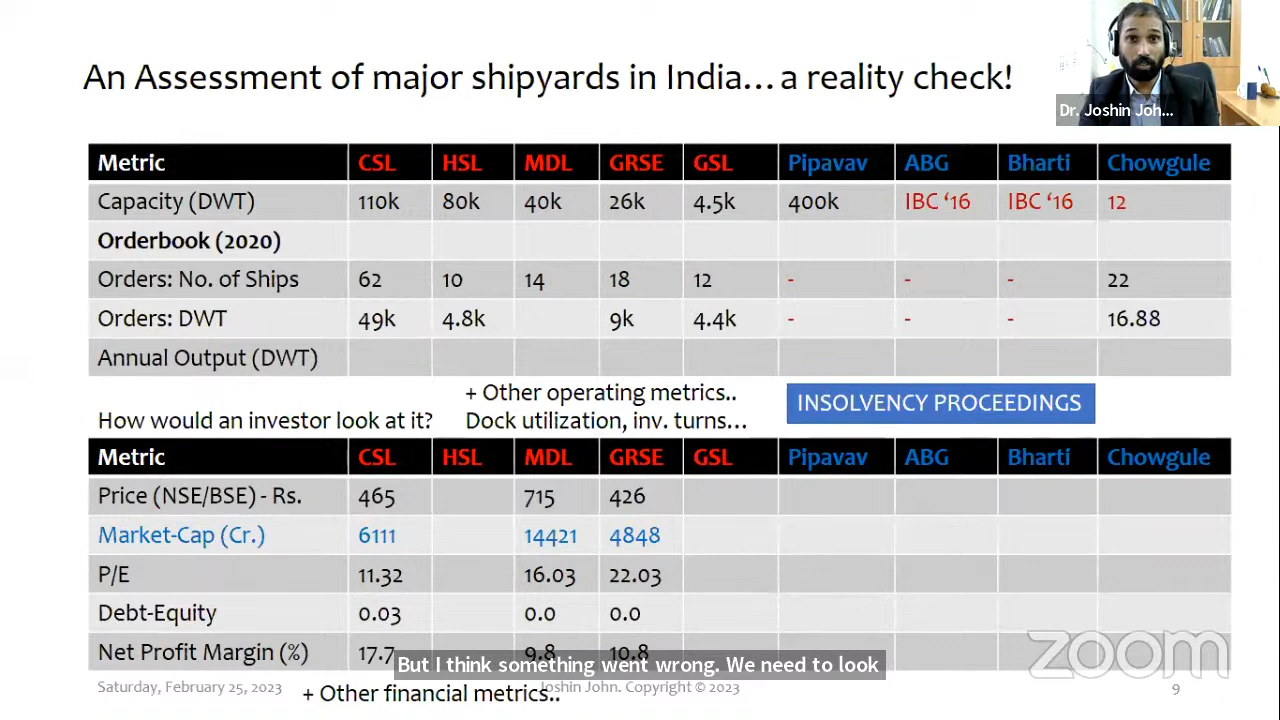 An Assessment of major shipyards in India... a reality check!
Dr. Joshin Joh...
Metric CSL HSL MDL GRSE GSL Pipavav ABG Bharti Chowgule
Capacity (DWT) 110k 80k 40k 26k 4.5k 400k IBC ‘16 IBC ‘16 12
Orderbook (2020)
Orders: No. of Ships 62 10 14 18 12 - - - 22
Orders: DWT 49k 4.8k 9k 4.4k - - - 16.88
Annual Output (DWT)
+ Other operating metrics..
INSOLVENCY PROCEEDINGS
How would an investor look at it? Dock utilization, inv. turns...
Metric CSL HSL MDL GRSE GSL Pipavav ABG Bharti Chowgule
Price (NSE/BSE) - Rs. 465 715 426
Market-Cap (Cr.) 6111 14421 4848
P/E 11.32 16.03 22.03
Debt-Equity 0.03 0.0 0.0
Net Profit Margin (%) 17.7 9.8 10.8
zoom
But I think something went wrong. We need to look
Saturday, February 25, 2023 Joshin John. Copyright © 2023 9
+ Other financial metrics..